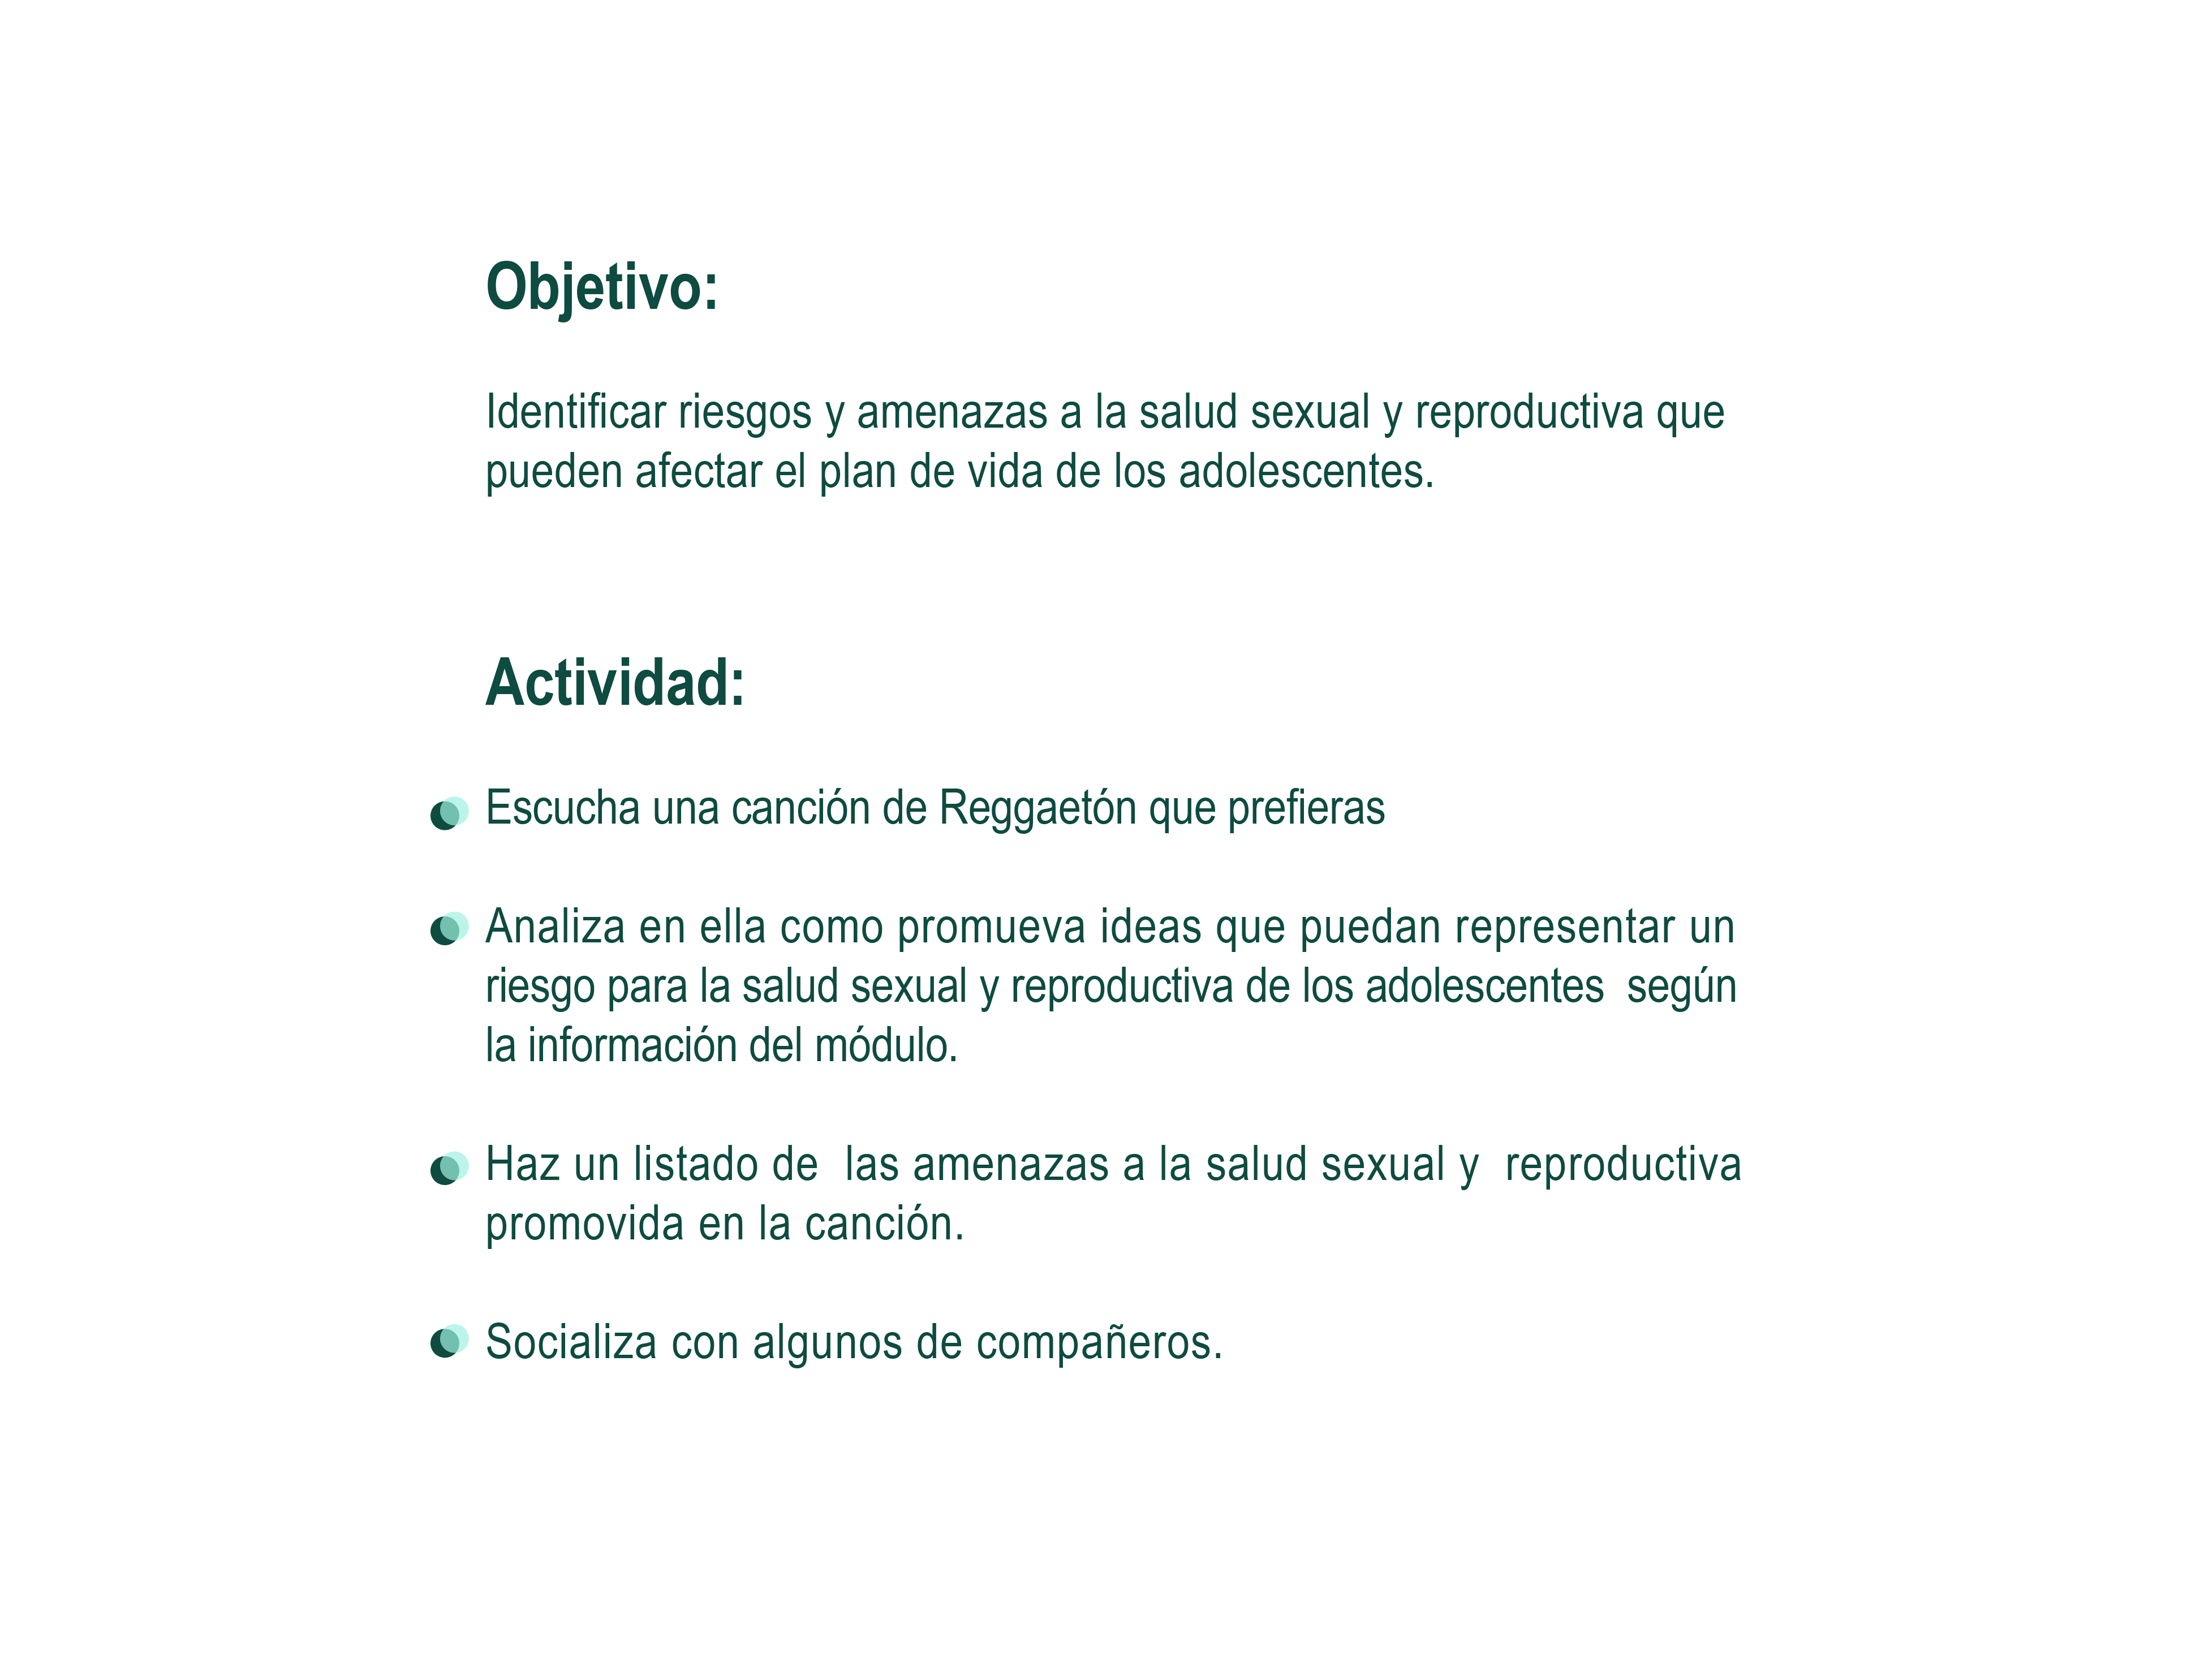 Objetivo:
Identificar riesgos y amenazas a la salud sexual y reproductiva que
pueden afectar el plan de vida de los adolescentes.
Actividad:
Escucha una canción de Reggaetón que prefieras
Analiza en ella como promueva ideas que puedan representar un
riesgo para la salud sexual y reproductiva de los adolescentes  según
la información del módulo.
Haz un listado de  las amenazas a la salud sexual y  reproductiva
promovida en la canción.
Socializa con algunos de compañeros.